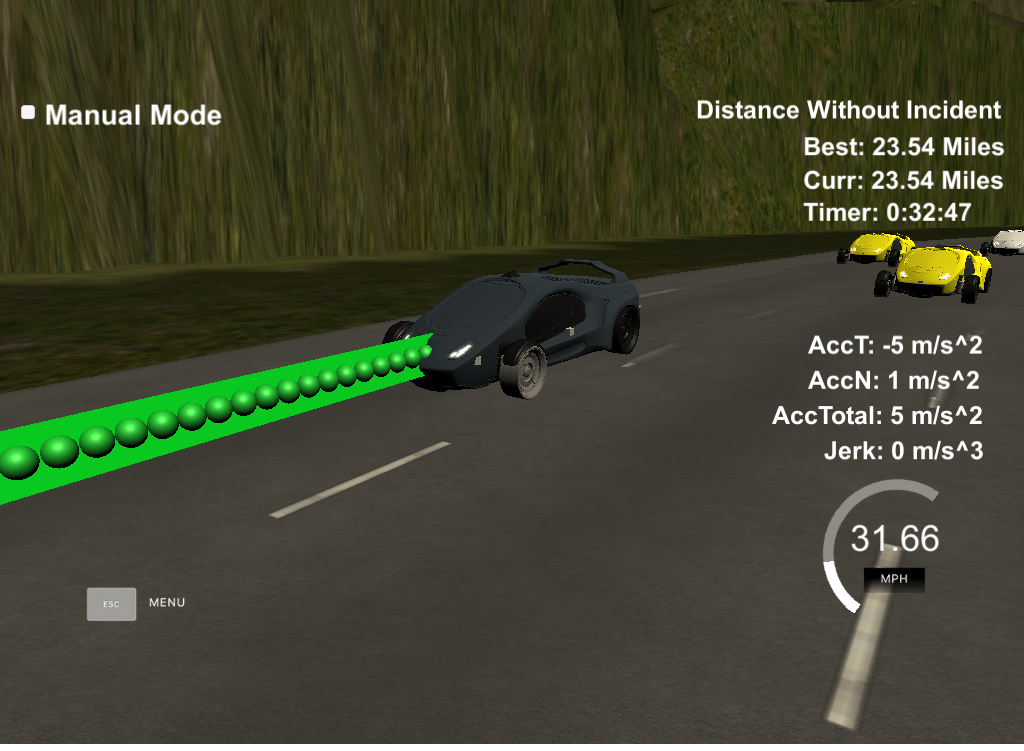 Manual Mode
Distance Without Incident
Best: 23.54 Miles
Curr: 23.54 Miles
Timer: 0:32:47
AccT: -5 m/s^2
AccN: 1 m/s^2
AccTotal: 5 m/s^2
Jerk: 0 m/s^3
31.66
MPH
ESC MENU